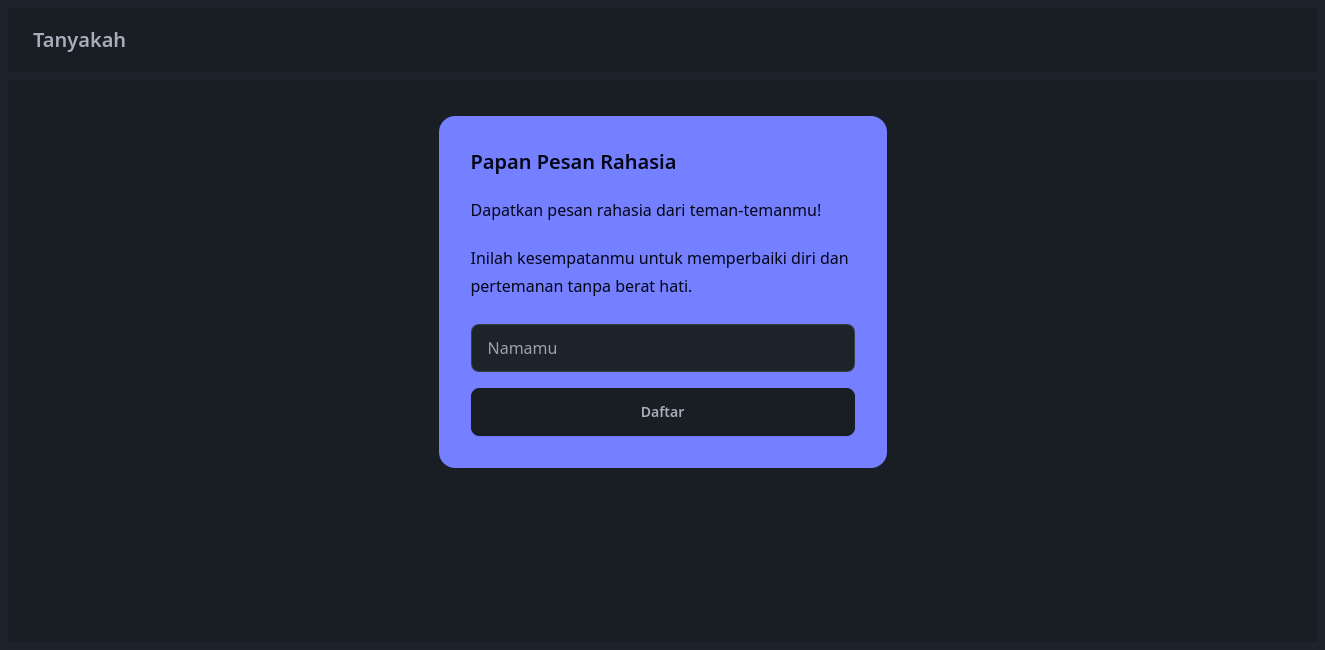 Tanyakah
Papan Pesan Rahasia
Dapatkan pesan rahasia dari teman-temanmu!
Inilah kesempatanmu untuk memperbaiki diri dan
pertemanan tanpa berat hati.
Namamu
Daftar